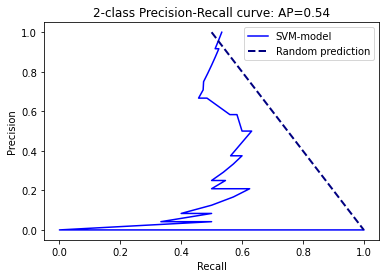 2-class Precision-Recall curve: AP=0.54
SVM-model
Random prediction
Precision
1.0
0.8
0.6
0.4
0.2
0.0
0.0 0.2 0.4 0.6 0.8 1.0
Recall